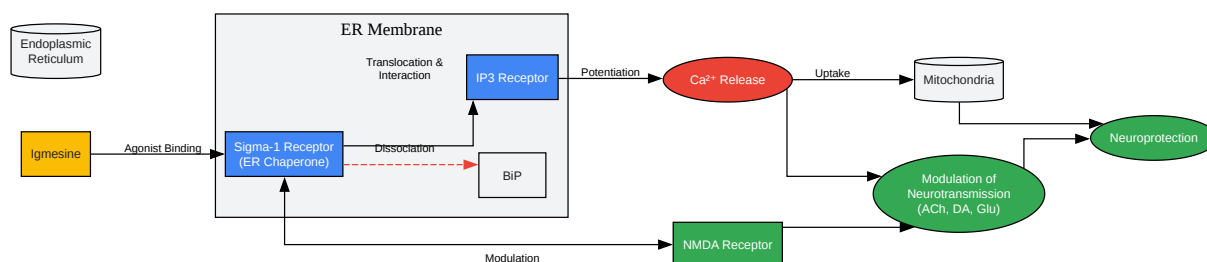 ER Membrane
Endoplasmic
Reticulum
Translocation &
Interaction
IP3 Receptor
Potentiation
Ca²⁺ Release
Uptake
Mitochondria
Igmesine
Agonist Binding
Sigma-1 Receptor
(ER Chaperone)
Dissociation
BiP
Neuroprotection
Modulation of
Neurotransmission
(ACh, DA, Glu)
NMDA Receptor
Modulation